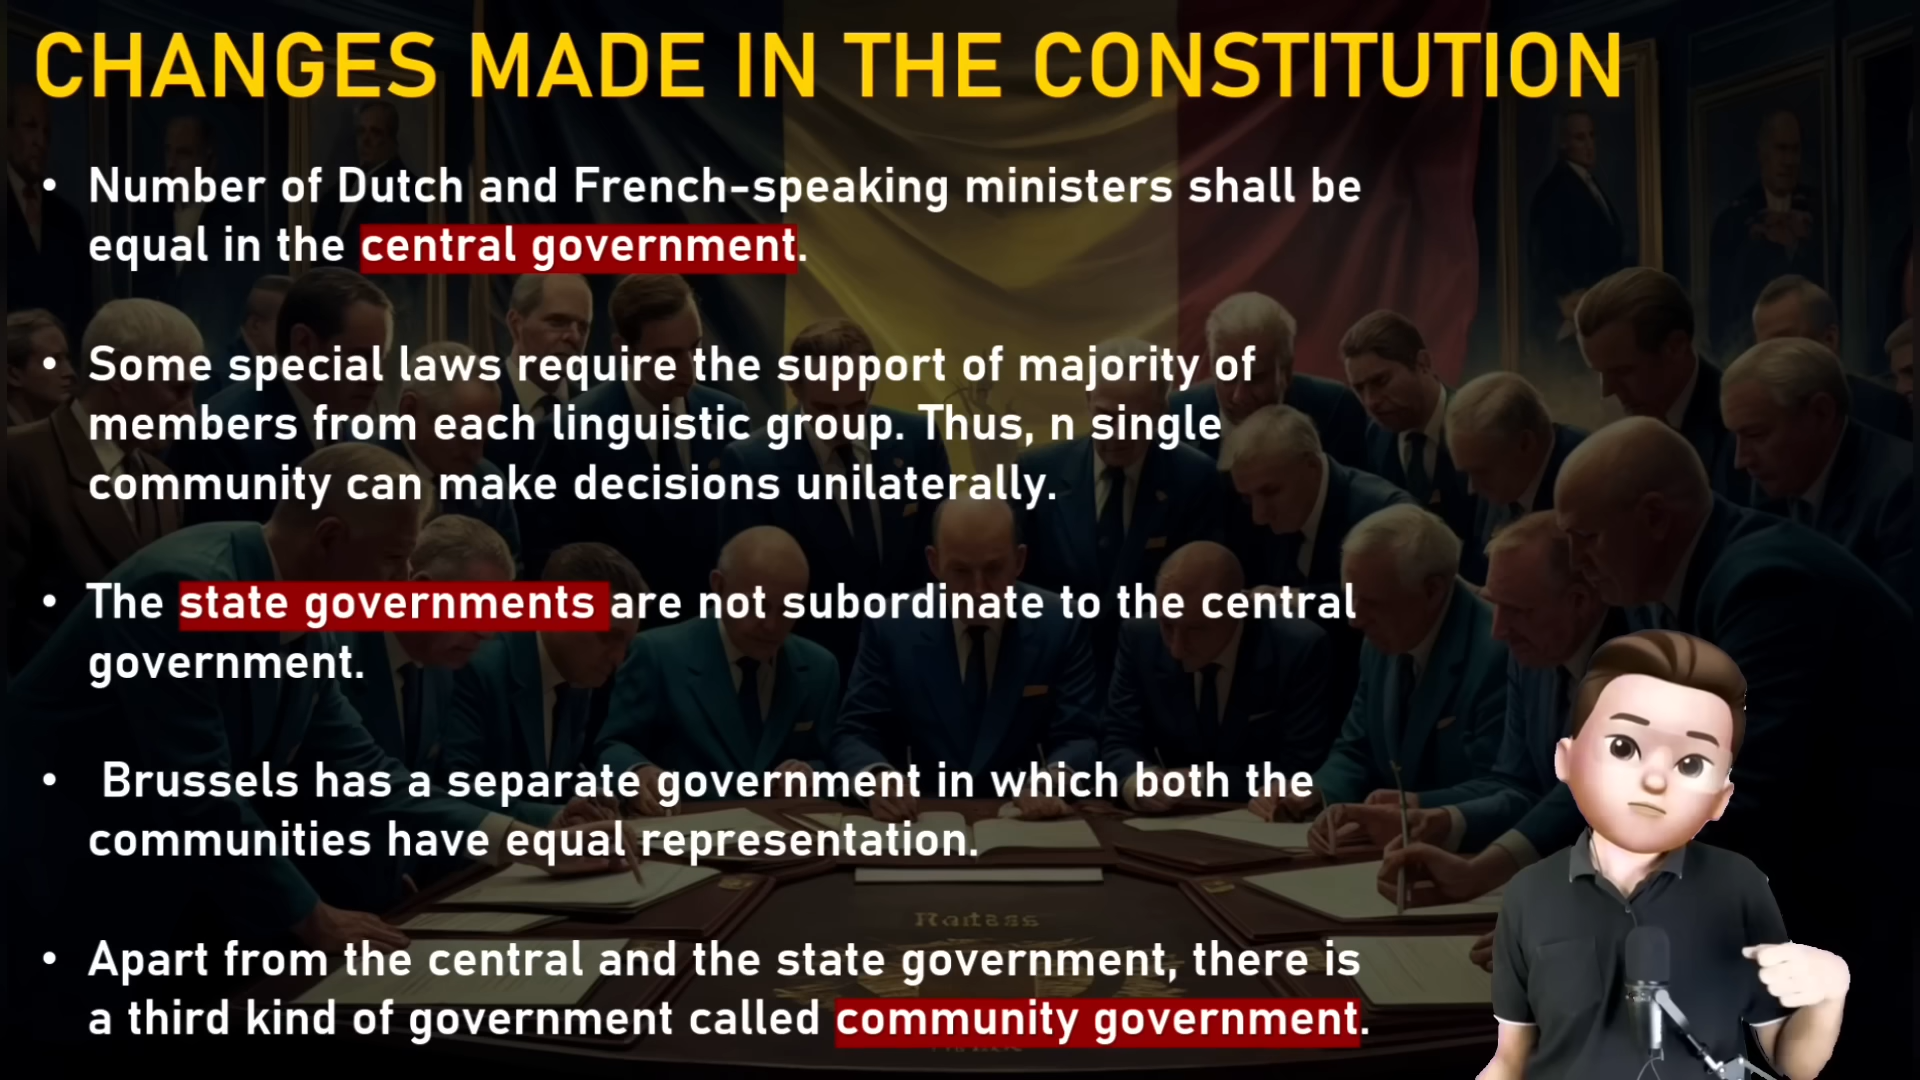 CHANGES MADE IN THE CONSTITUTION
• Number of Dutch and French-speaking ministers shall be
equal in the central government.
• Some special laws require the support of majority of
members from each linguistic group. Thus, n single
community can make decisions unilaterally.
• The state governments are not subordinate to the central
government.
• Brussels has a separate government in which both the
communities have equal representation.
• Apart from the central and the state government, there is
a third kind of government called community government.